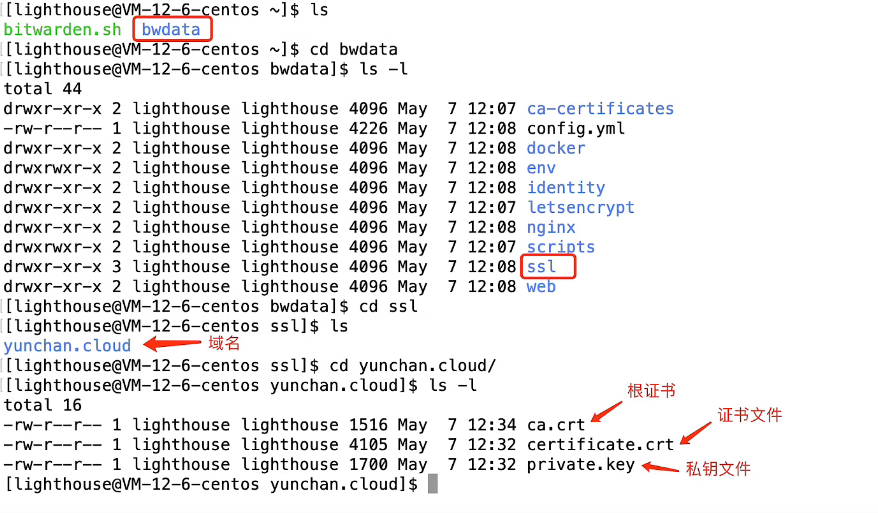 [[lighthouse@VM-12-6-centos ~]$ ls
bitwarden.sh bwdata
[[lighthouse@VM-12-6-centos ~]$ cd bwdata
[[lighthouse@VM-12-6-centos bwdata]$ ls -l
total 44
drwxr-xr-x 2 lighthouse lighthouse 4096 May  7 12:07 ca-certificates
-rw-r--r-- 1 lighthouse lighthouse 4226 May  7 12:08 config.yml
drwxr-xr-x 2 lighthouse lighthouse 4096 May  7 12:08 docker
drwxrwxr-x 2 lighthouse lighthouse 4096 May  7 12:08 env
drwxr-xr-x 2 lighthouse lighthouse 4096 May  7 12:08 identity
drwxr-xr-x 2 lighthouse lighthouse 4096 May  7 12:07 letsencrypt
drwxr-xr-x 2 lighthouse lighthouse 4096 May  7 12:08 nginx
drwxrwxr-x 2 lighthouse lighthouse 4096 May  7 12:07 scripts
drwxr-xr-x 3 lighthouse lighthouse 4096 May  7 12:08 ssl
drwxr-xr-x 2 lighthouse lighthouse 4096 May  7 12:08 web
[[lighthouse@VM-12-6-centos bwdata]$ cd ssl
[[lighthouse@VM-12-6-centos ssl]$ ls
yunchan.cloud 域名
[[lighthouse@VM-12-6-centos ssl]$ cd yunchan.cloud/
[[lighthouse@VM-12-6-centos yunchan.cloud]$ ls -l
total 16
根证书
-rw-r--r-- 1 lighthouse lighthouse 1516 May  7 12:34 ca.crt
证书文件
-rw-r--r-- 1 lighthouse lighthouse 4105 May  7 12:32 certificate.crt
-rw-r--r-- 1 lighthouse lighthouse 1700 May  7 12:32 private.key 私钥文件
[lighthouse@VM-12-6-centos yunchan.cloud]$